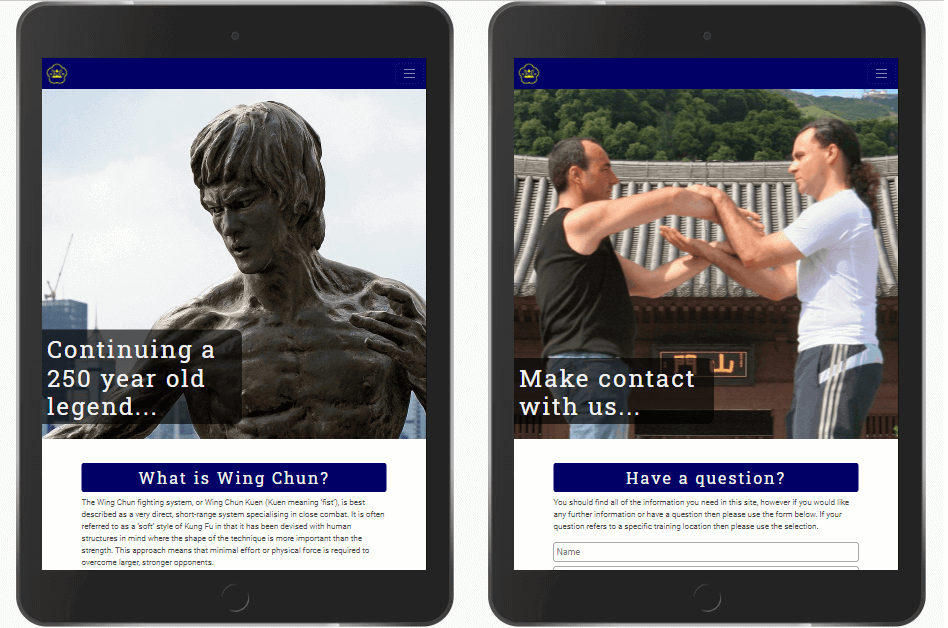 Continuing a
250 year old
legend...
What is Wing Chun?
The Wing Chun fighting system, or Wing Chun Kuen (Kuen meaning 'fist'), is best
described as a very direct, short-range system specialising in close combat. It is often
referred to as a 'soft' style of Kung Fu in that it has been devised with human
structures in mind where the shape of the technique is more important than the
strength. This approach means that minimal effort or physical force is required to
overcome larger, stronger opponents.
Make contact
with us...
Have a question?
You should find all of the information you need in this site, however if you would like
any further information or have a question then please use the form below. If your
question refers to a specific training location then please use the selection.
Name